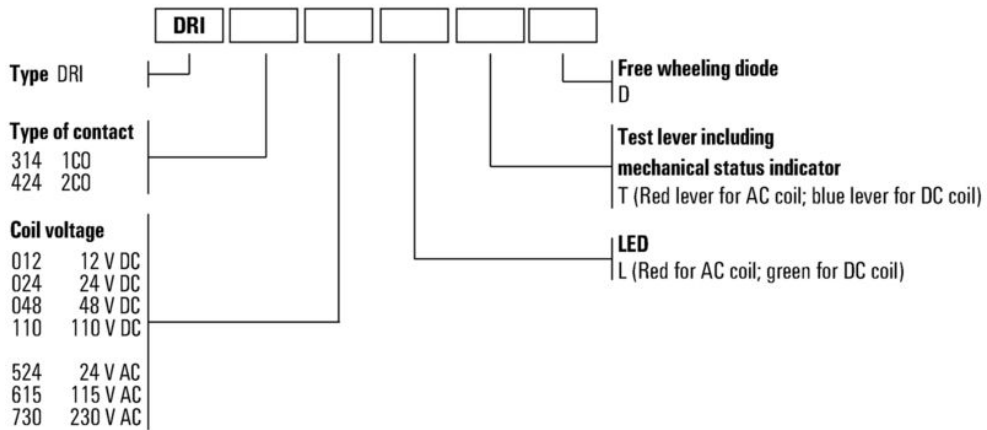 DRI
Type DRI
Type of contact
314 1CO
424 2CO
Coil voltage
012 12 V DC
024 24 V DC
048 48 V DC
110 110 V DC
524 24 V AC
615 115 V AC
730 230 V AC
Free wheeling diode
D
Test lever including
mechanical status indicator
T (Red lever for AC coil; blue lever for DC coil)
LED
L (Red for AC coil; green for DC coil)